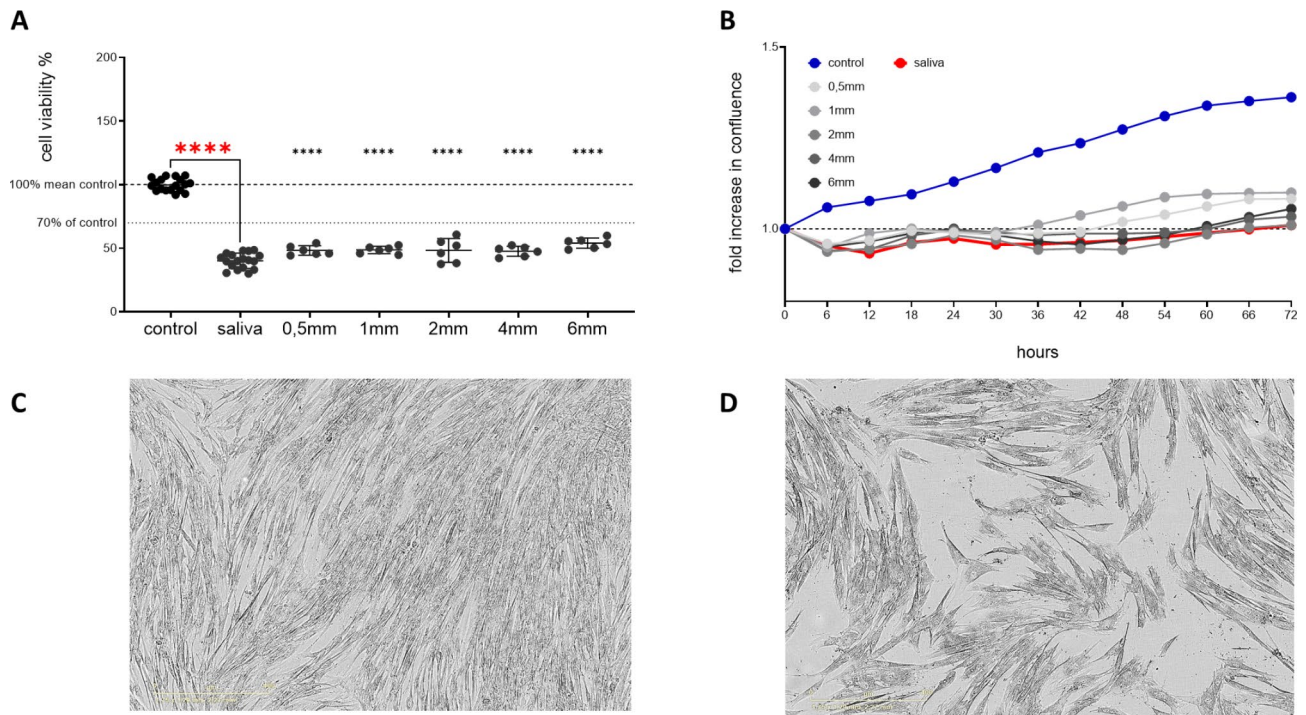 A
cell viability %
200
150
100% mean control
70% of control
50
0
****
**** **** **** **** ****
control saliva 0,5mm 1mm 2mm 4mm 6mm
B
fold increase in confluence
1.5
1.0
control saliva
0,5mm
1mm
2mm
4mm
6mm
0 6 12 18 24 30 36 42 48 54 60 66 72
hours
C
D